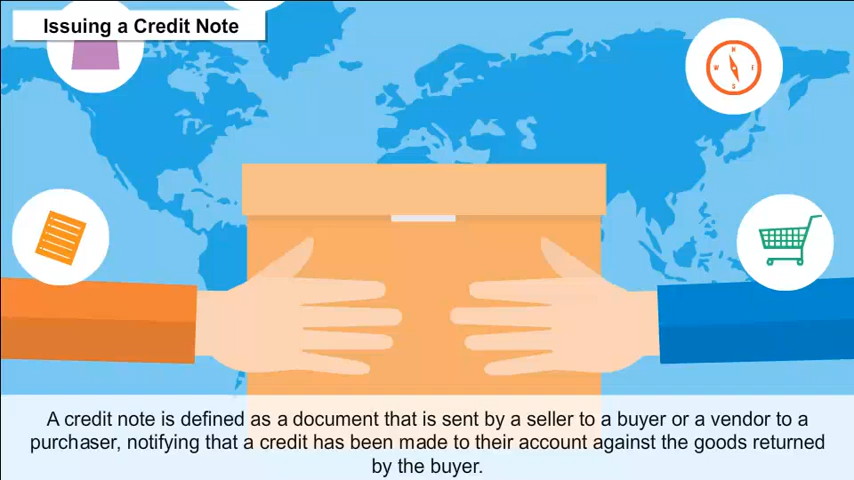 Issuing a Credit Note
N
W E
S
A credit note is defined as a document that is sent by a seller to a buyer or a vendor to a
purchaser, notifying that a credit has been made to their account against the goods returned
by the buyer.